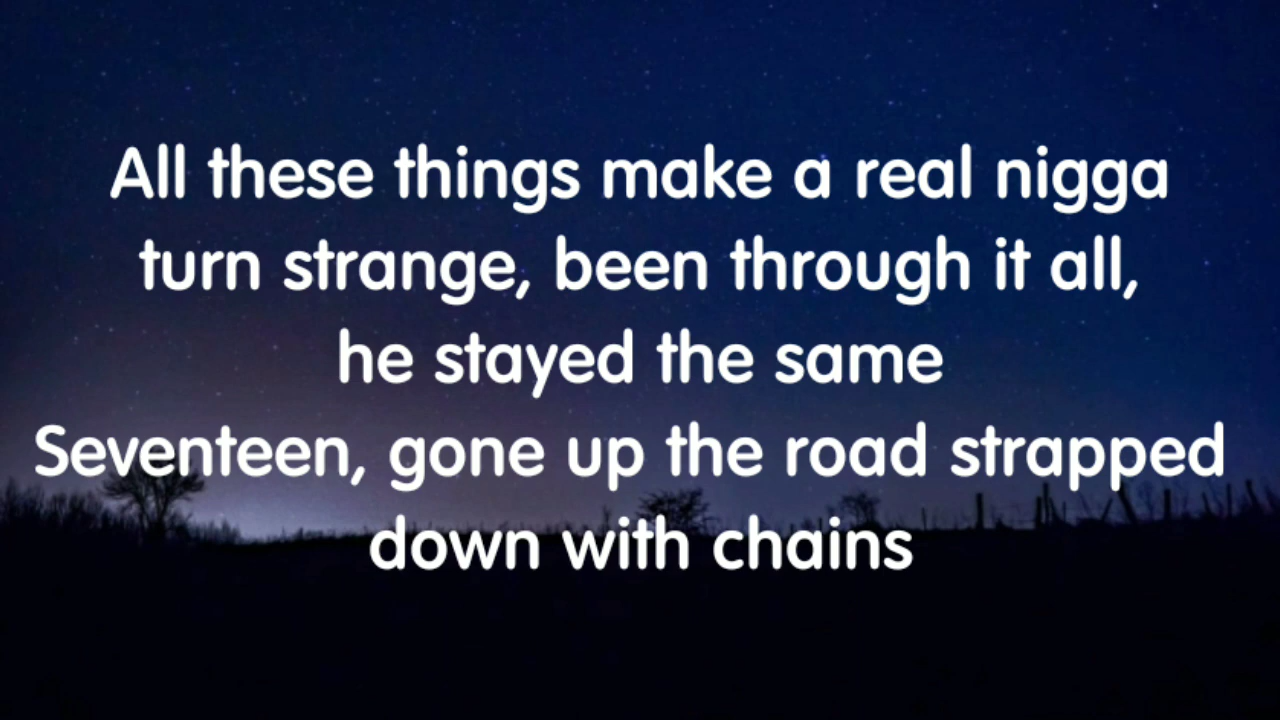 All these things make a real nigga
turn strange, been through it all,
he stayed the same
Seventeen, gone up the road strapped
down with chains